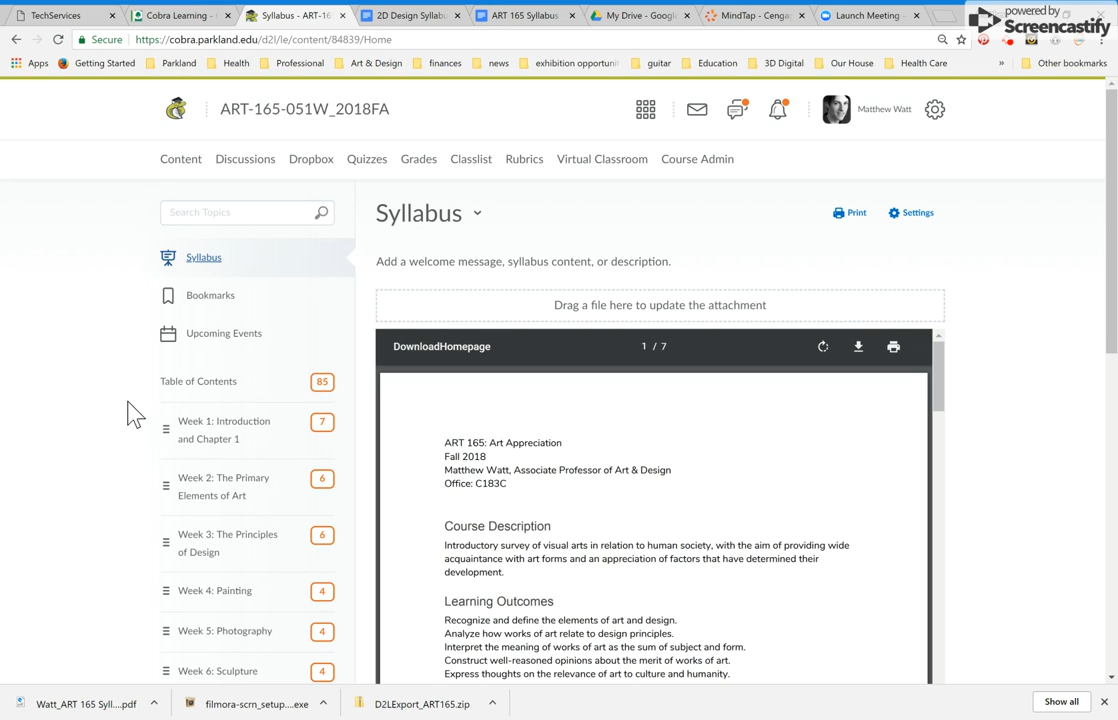 TechServices
Cobra Learning -
Syllabus - ART-16
2D Design Syllab
ART 165 Syllabus
My Drive - Google
MindTap - Cengag
Launch Meeting -
powered by
Screencastify
Secure
https://cobra.parkland.edu/d2l/le/content/84839/Home
Apps
Getting Started
Parkland
Health
Professional
Art & Design
finances
news
exhibition opportuni
guitar
Education
3D Digital
Our House
Health Care
»
Other bookmarks
ART-165-051W_2018FA
Matthew Watt
Content
Discussions
Dropbox
Quizzes
Grades
Classlist
Rubrics
Virtual Classroom
Course Admin
Search Topics
Syllabus
Bookmarks
Upcoming Events
Table of Contents
85
Week 1: Introduction
and Chapter 1
7
Week 2: The Primary
Elements of Art
6
Week 3: The Principles
of Design
6
Week 4: Painting
4
Week 5: Photography
4
Week 6: Sculpture
4
Syllabus
Print
Settings
Add a welcome message, syllabus content, or description.
Drag a file here to update the attachment
DownloadHomepage
1 / 7
ART 165: Art Appreciation
Fall 2018
Matthew Watt, Associate Professor of Art & Design
Office: C183C
Course Description
Introductory survey of visual arts in relation to human society, with the aim of providing wide
acquaintance with art forms and an appreciation of factors that have determined their
development.
Learning Outcomes
Recognize and define the elements of art and design.
Analyze how works of art relate to design principles.
Interpret the meaning of works of art as the sum of subject and form.
Construct well-reasoned opinions about the merit of works of art.
Express thoughts on the relevance of art to culture and humanity.
Watt_ART 165 Syll....pdf
filmora-scrn_setup....exe
D2LExport_ART165.zip
Show all